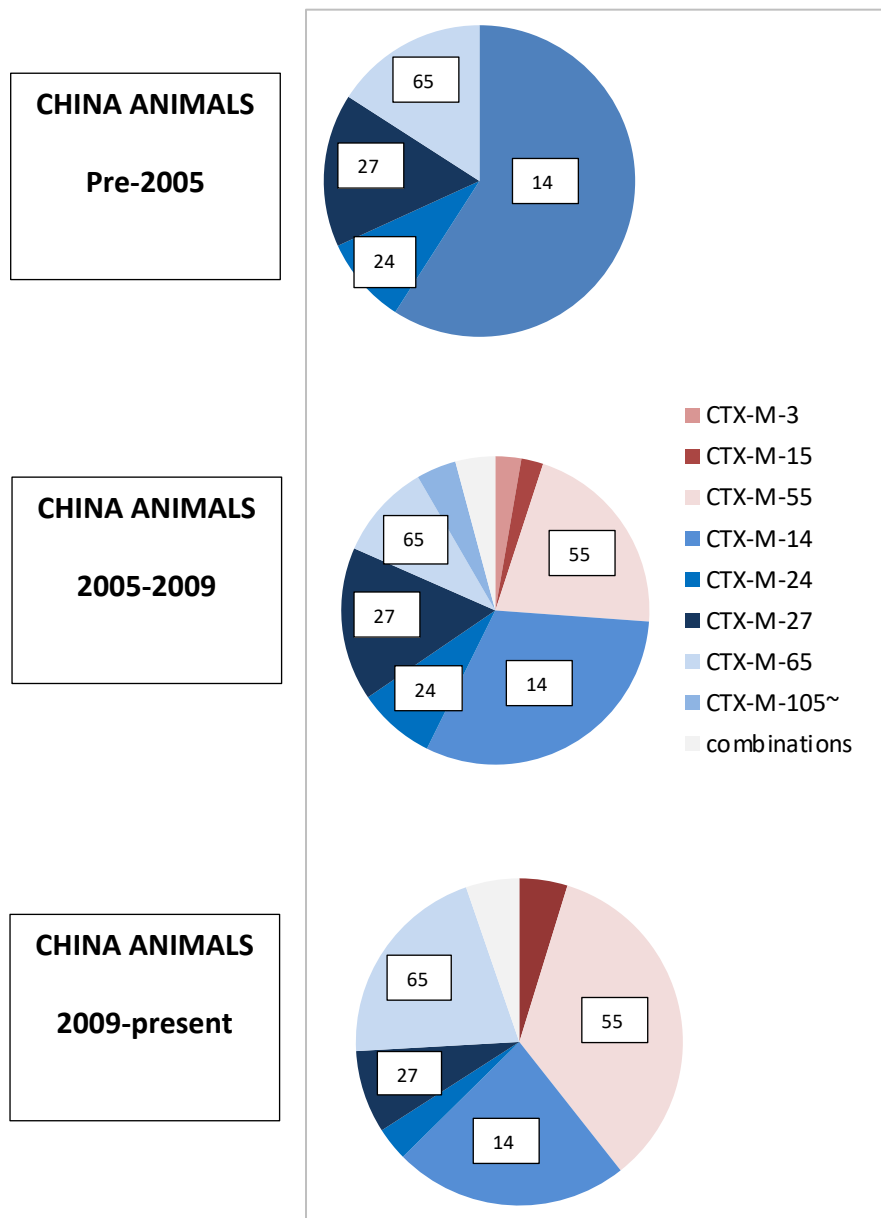 CHINA ANIMALS
Pre-2005
65
27
14
24
CHINA ANIMALS
2005-2009
65
55
27
24
14
CTX-M-3
CTX-M-15
CTX-M-55
CTX-M-14
CTX-M-24
CTX-M-27
CTX-M-65
CTX-M-105~
combinations
CHINA ANIMALS
2009-present
65
55
27
14